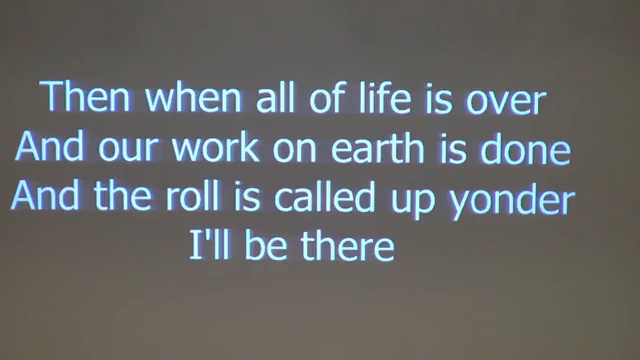 Then when all of life is over
And our work on earth is done
And the roll is called up yonder
I'll be there